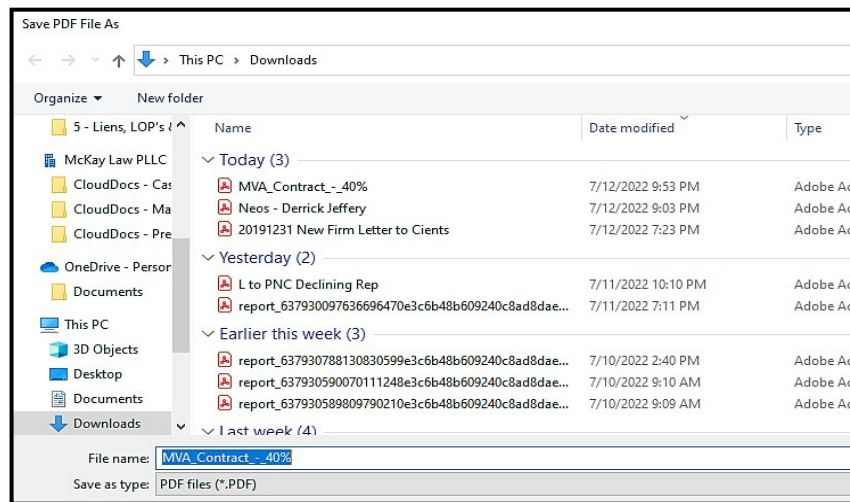 Save PDF File As
This PC > Downloads
Organize New folder
5 - Liens, LOP's &
McKay Law PLLC
CloudDocs - Cas
CloudDocs - Ma
CloudDocs - Pre
OneDrive - Person
Documents
This PC
3D Objects
Desktop
Documents
Downloads
Name Date modified Type
Today (3)
MVA_Contract_-_40% 7/12/2022 9:53 PM Adobe Ac
Neos - Derrick Jeffery 7/12/2022 9:03 PM Adobe Ac
20191231 New Firm Letter to Cients 7/12/2022 7:23 PM Adobe Ac
Yesterday (2)
L to PNC Declining Rep 7/11/2022 10:10 PM Adobe Ac
report_637930097636696470e3c6b48b609240c8ad8dae... 7/11/2022 7:11 PM Adobe Ac
Earlier this week (3)
report_637930788130830599e3c6b48b609240c8ad8dae... 7/10/2022 2:40 PM Adobe Ac
report_637930590070111248e3c6b48b609240c8ad8dae... 7/10/2022 9:10 AM Adobe Ac
report_637930589809790210e3c6b48b609240c8ad8dae... 7/10/2022 9:09 AM Adobe Ac
Last week (4)
File name: MVA_Contract_-_40%
Save as type: PDF files (*.PDF)